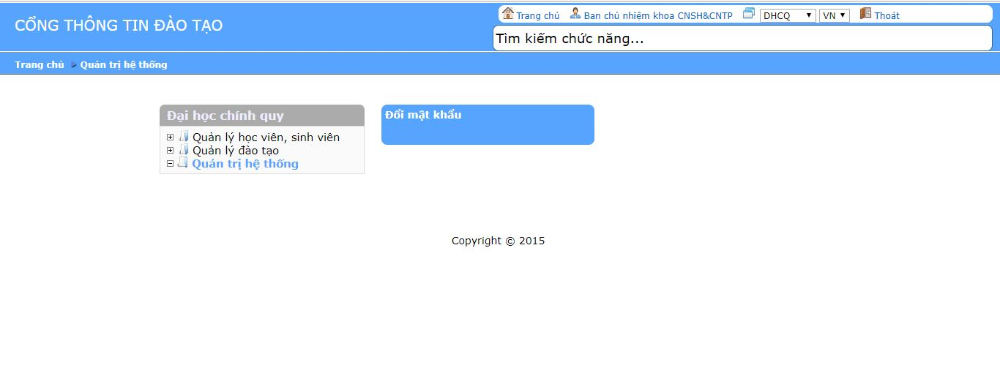 CỔNG THÔNG TIN ĐÀO TẠO
Trang chủ Ban chủ nhiệm khoa CNSH&CNTP DHCQ VN Thoát
Tìm kiếm chức năng...
Trang chủ Quản trị hệ thống
Đại học chính quy
Quản lý học viên, sinh viên
Quản lý đào tạo
Quản trị hệ thống
Đổi mật khẩu
Copyright © 2015